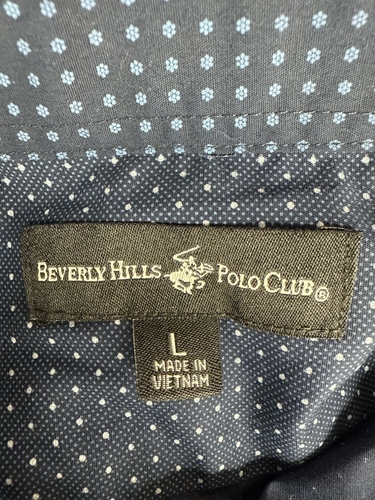 BEVERLY HILLS POLO CLUB®
L
MADE IN
VIETNAM